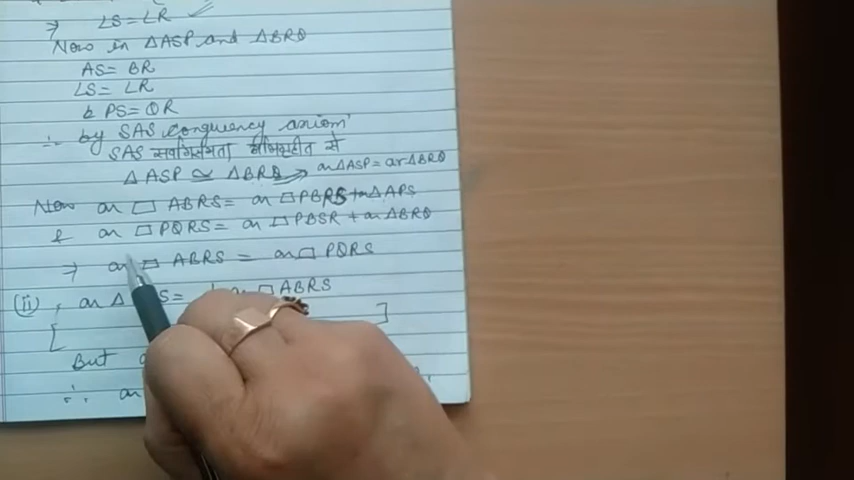 ⇒ ∠S = ∠R ✓
Now in ΔASP and ΔBRQ
AS = BR
∠S = ∠R
& PS = QR
∴ by SAS congruency axiom
SAS सर्वांगसमता अभिगृहीत से
ΔASP ≅ ΔBRQ ⇒ ar ΔASP = ar ΔBRQ
Now ar □ ABRS = ar □ PBRS + ar ΔAPS
& ar □ PQRS = ar □ PBSR + ar ΔBRQ
⇒ ar □ ABRS = ar □ PQRS
(ii) , ar Δ S = ar □ ABRS
[ ]
But
∴ ar